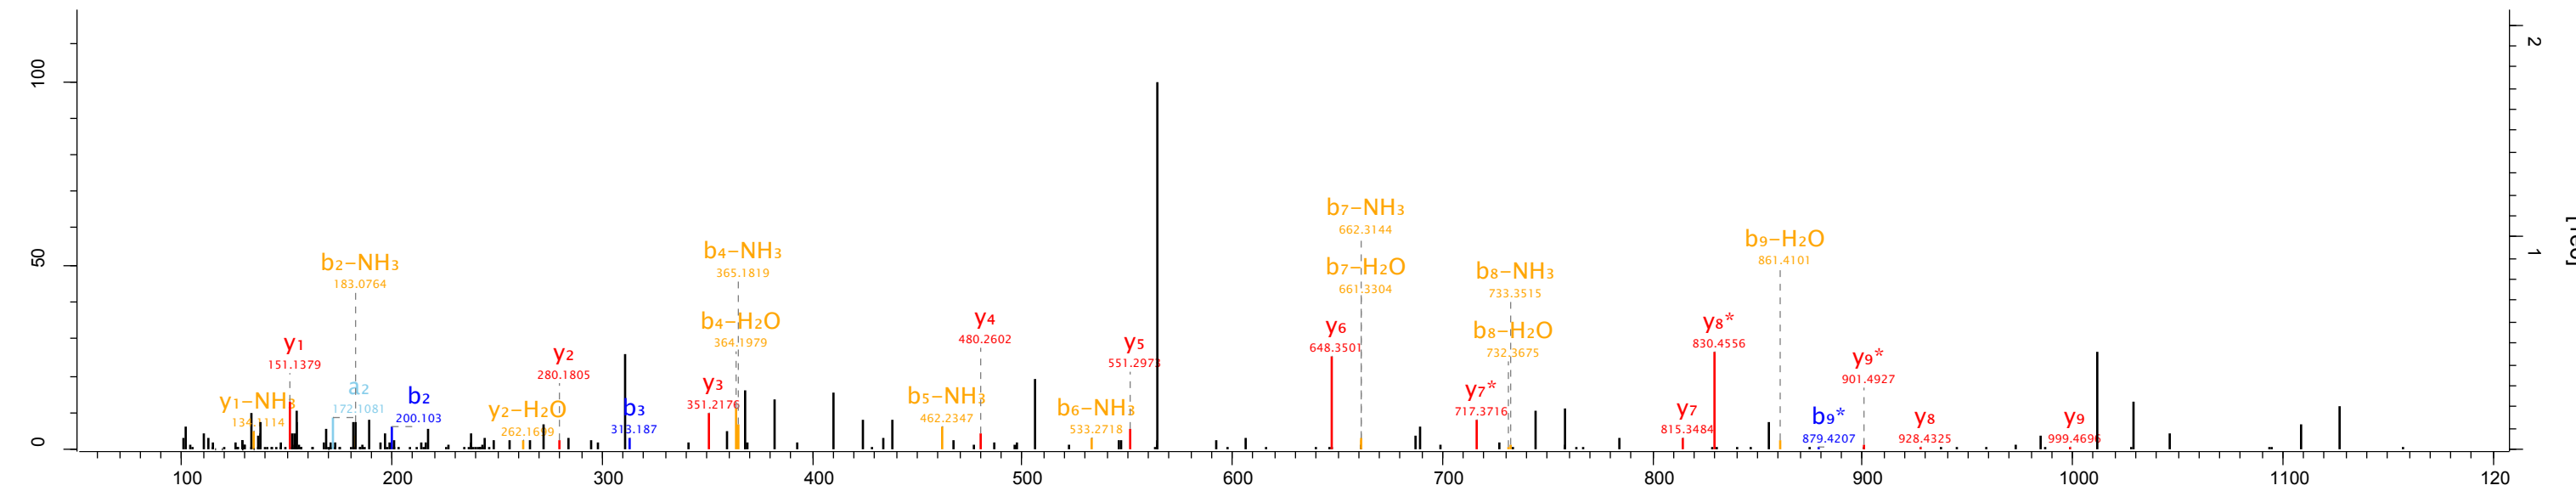 y₁
151.1379
y₁−NH₃
134.1114
b₂−NH₃
183.0764
a₂
172.1081
b₂
200.103
y₂
280.1805
y₂−H₂O
262.1699
b₃
313.187
y₃
351.2176
b₄−NH₃
365.1819
b₄−H₂O
364.1979
b₅−NH₃
462.2347
y₄
480.2602
b₆−NH₃
533.2718
y₅
551.2973
y₆
648.3501
b₇−NH₃
662.3144
b₇−H₂O
661.3304
y₇*
717.3716
b₈−NH₃
733.3515
b₈−H₂O
732.3675
y₇
815.3484
y₈*
830.4556
b₉−H₂O
861.4101
b₉*
879.4207
y₉*
901.4927
y₈
928.4325
y₉
999.4696
100
50
0
2
1
100 200 300 400 500 600 700 800 900 1000 1100 120